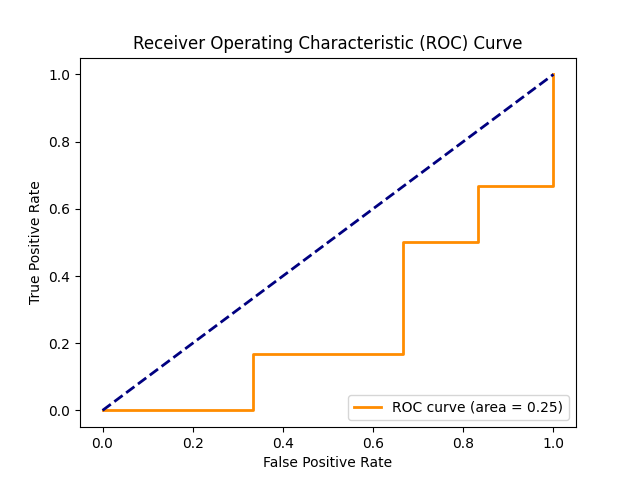 Receiver Operating Characteristic (ROC) Curve
1.0
0.8
0.6
0.4
0.2
0.0
True Positive Rate
ROC curve (area = 0.25)
0.0 0.2 0.4 0.6 0.8 1.0
False Positive Rate